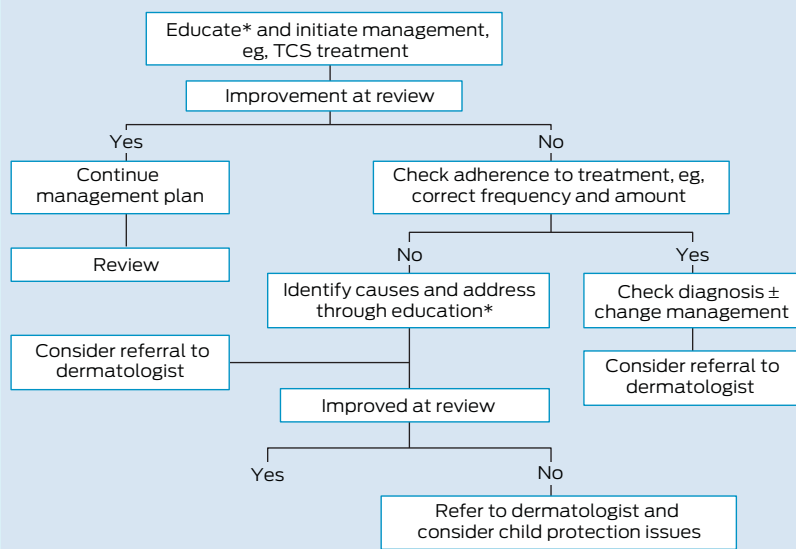 Educate* and initiate management,
eg, TCS treatment
Improvement at review
Yes
No
Continue
management plan
Check adherence to treatment, eg,
correct frequency and amount
Review
No
Yes
Identify causes and address
through education*
Check diagnosis ±
change management
Consider referral to
dermatologist
Consider referral to
dermatologist
Improved at review
Yes
No
Refer to dermatologist and
consider child protection issues